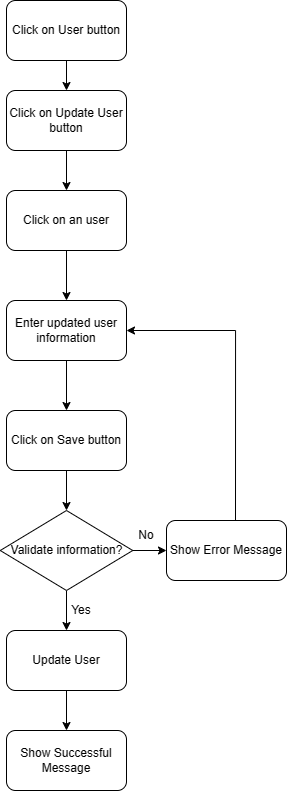 Click on User button
Click on Update User
button
Click on an user
Enter updated user
information
Click on Save button
Validate information?
No
Show Error Message
Yes
Update User
Show Successful
Message